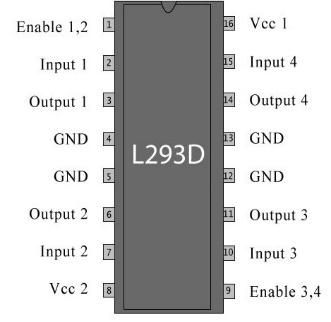 Enable 1,2 1 16 Vcc 1
Input 1 2 15 Input 4
Output 1 3 14 Output 4
GND 4 13 GND
L293D
GND 5 12 GND
Output 2 6 11 Output 3
Input 2 7 10 Input 3
Vcc 2 8 9 Enable 3,4